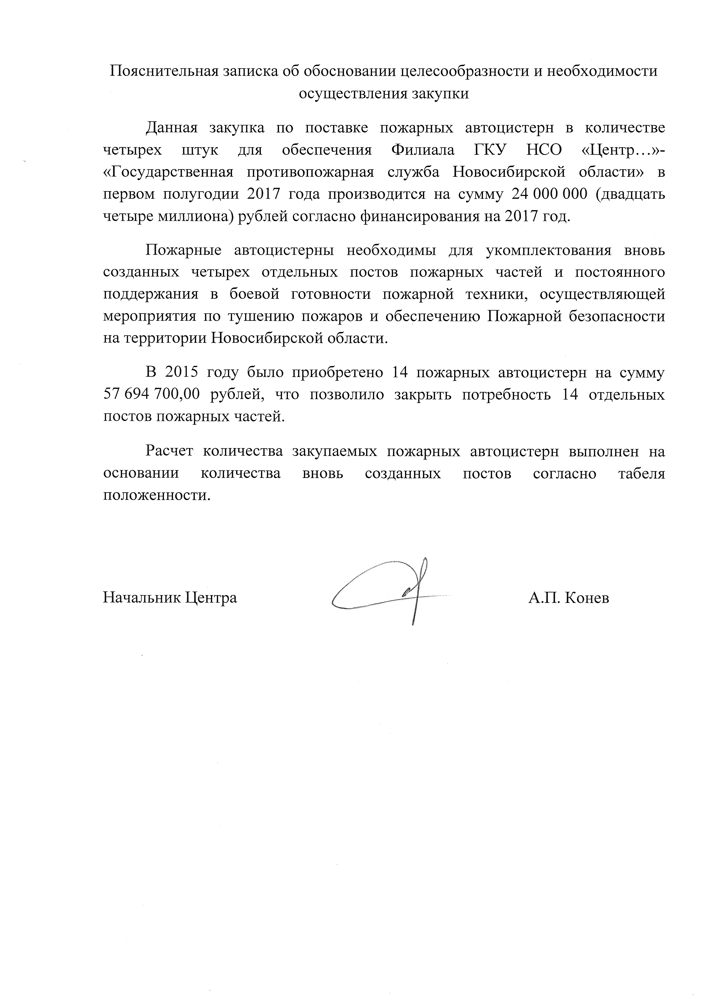 Пояснительная записка об обосновании целесообразности и необходимости
осуществления закупки
Данная закупка по поставке пожарных автоцистерн в количестве
четырех штук для обеспечения Филиала ГКУ НСО «Центр…»-
«Государственная противопожарная служба Новосибирской области» в
первом полугодии 2017 года производится на сумму 24 000 000 (двадцать
четыре миллиона) рублей согласно финансирования на 2017 год.
Пожарные автоцистерны необходимы для укомплектования вновь
созданных четырех отдельных постов пожарных частей и постоянного
поддержания в боевой готовности пожарной техники, осуществляющей
мероприятия по тушению пожаров и обеспечению Пожарной безопасности
на территории Новосибирской области.
В 2015 году было приобретено 14 пожарных автоцистерн на сумму
57 694 700,00 рублей, что позволило закрыть потребность 14 отдельных
постов пожарных частей.
Расчет количества закупаемых пожарных автоцистерн выполнен на
основании количества вновь созданных постов согласно табеля
положенности.
Начальник Центра А.П. Конев